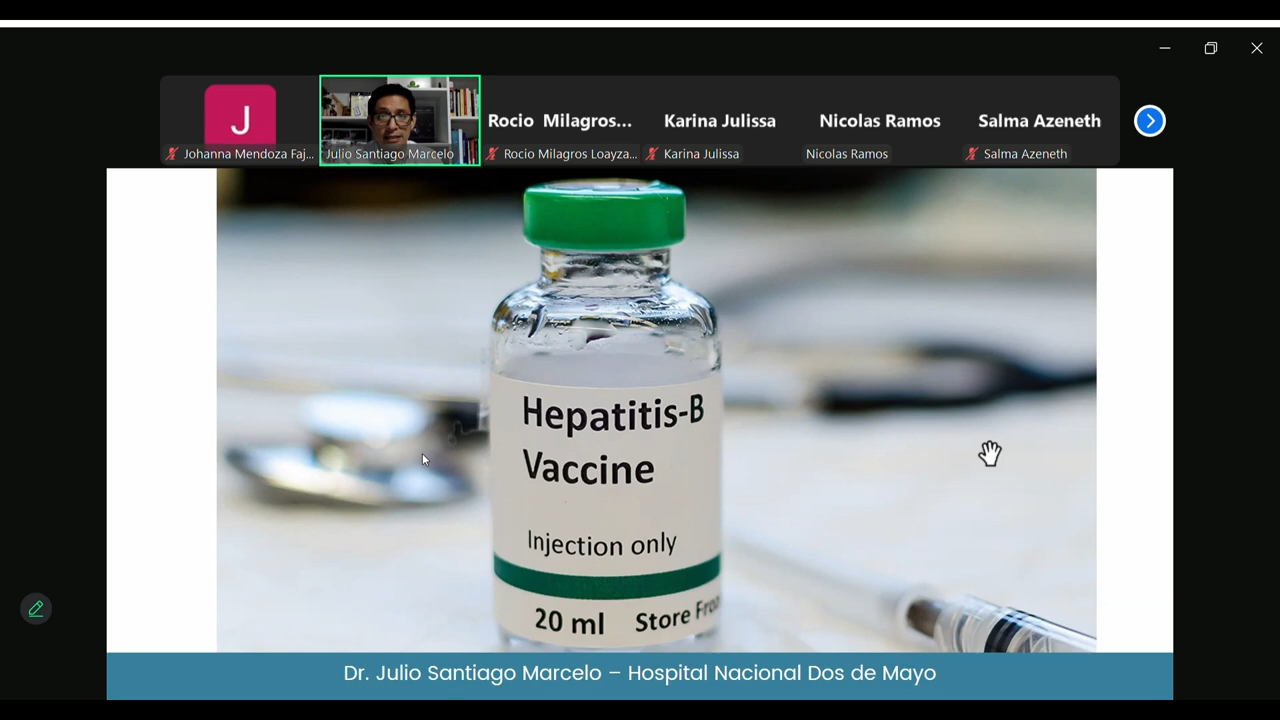 J
Rocio Milagros...
Karina Julissa
Nicolas Ramos
Salma Azeneth
Johanna Mendoza Faj...
Julio Santiago Marcelo
Rocio Milagros Loayza...
Karina Julissa
Nicolas Ramos
Salma Azeneth
Hepatitis-B
Vaccine
Injection only
20 ml Store
Dr. Julio Santiago Marcelo – Hospital Nacional Dos de Mayo